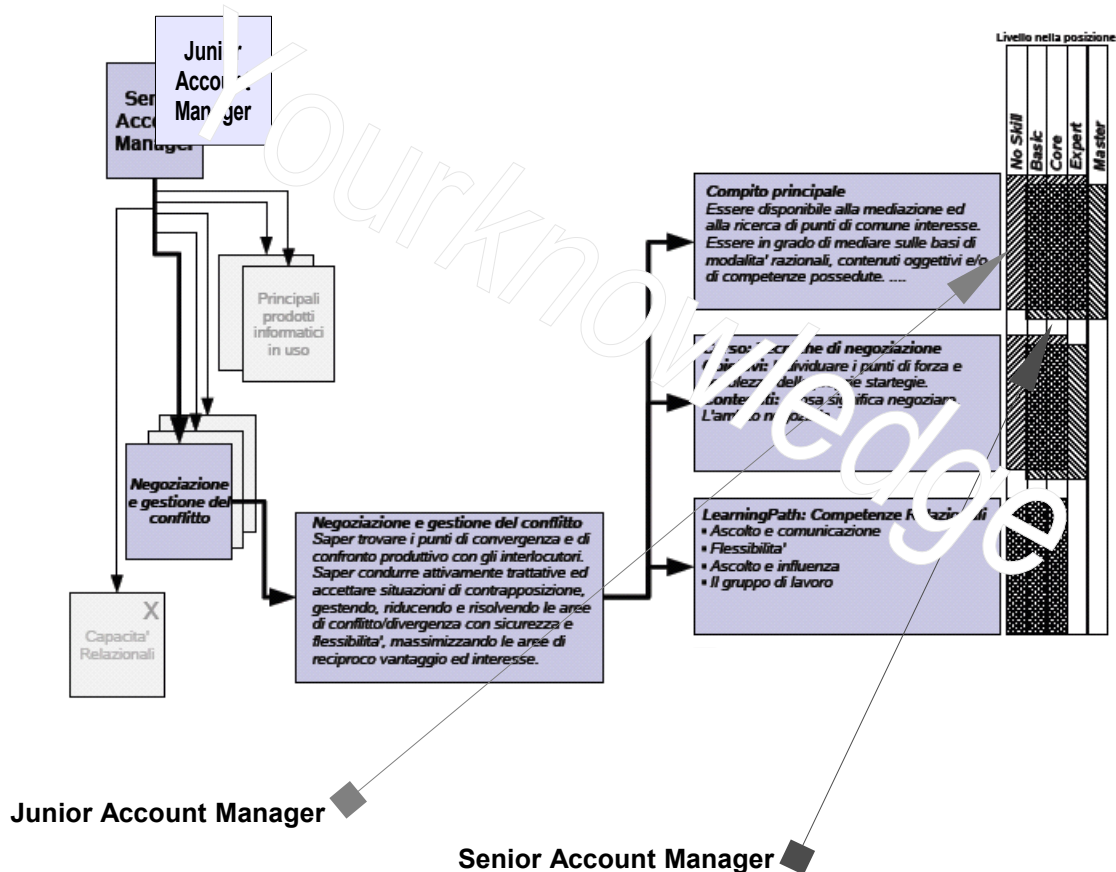 Junior
Account
Manager
Account
Manager
Principali
prodotti
informatici
in uso
Negoziazione
e gestione del
conflitto
X
Capacita'
Relazionali
Negoziazione e gestione del conflitto
Saper trovare i punti di convergenza e di
confronto produttivo con gli interlocutori.
Saper condurre attivamente trattative ed
accettare situazioni di contrapposizione,
gestendo, riducendo e risolvendo le aree
di conflitto/divergenza con sicurezza e
flessibilita', massimizzando le aree di
reciproco vantaggio ed interesse.
Compito principale
Essere disponibile alla mediazione ed
alla ricerca di punti di comune interesse.
Essere in grado di mediare sulle basi di
modalita' razionali, contenuti oggettivi e/o
di competenze possedute. ....
di negoziazione
i punti di forza e
startegie.
significa negoziare.
LearningPath: Competenze Relazionali
▪ Ascolto e comunicazione
▪ Flessibilita'
▪ Ascolto e influenza
▪ Il gruppo di lavoro
Livello nella posizione
No Skill
Basic
Core
Expert
Master
Yourknowledge
Junior Account Manager
Senior Account Manager